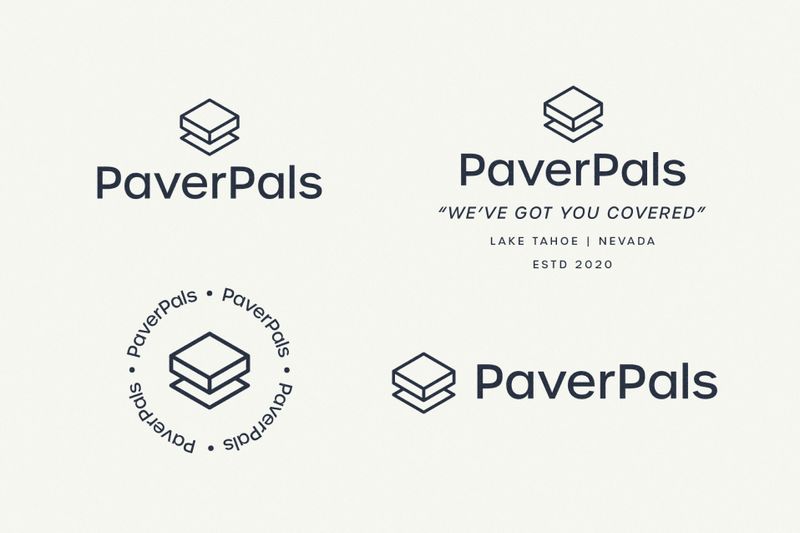 PaverPals
PaverPals
“WE’VE GOT YOU COVERED”
LAKE TAHOE | NEVADA
ESTD 2020
PaverPals • PaverPals • PaverPals • PaverPals •
PaverPals